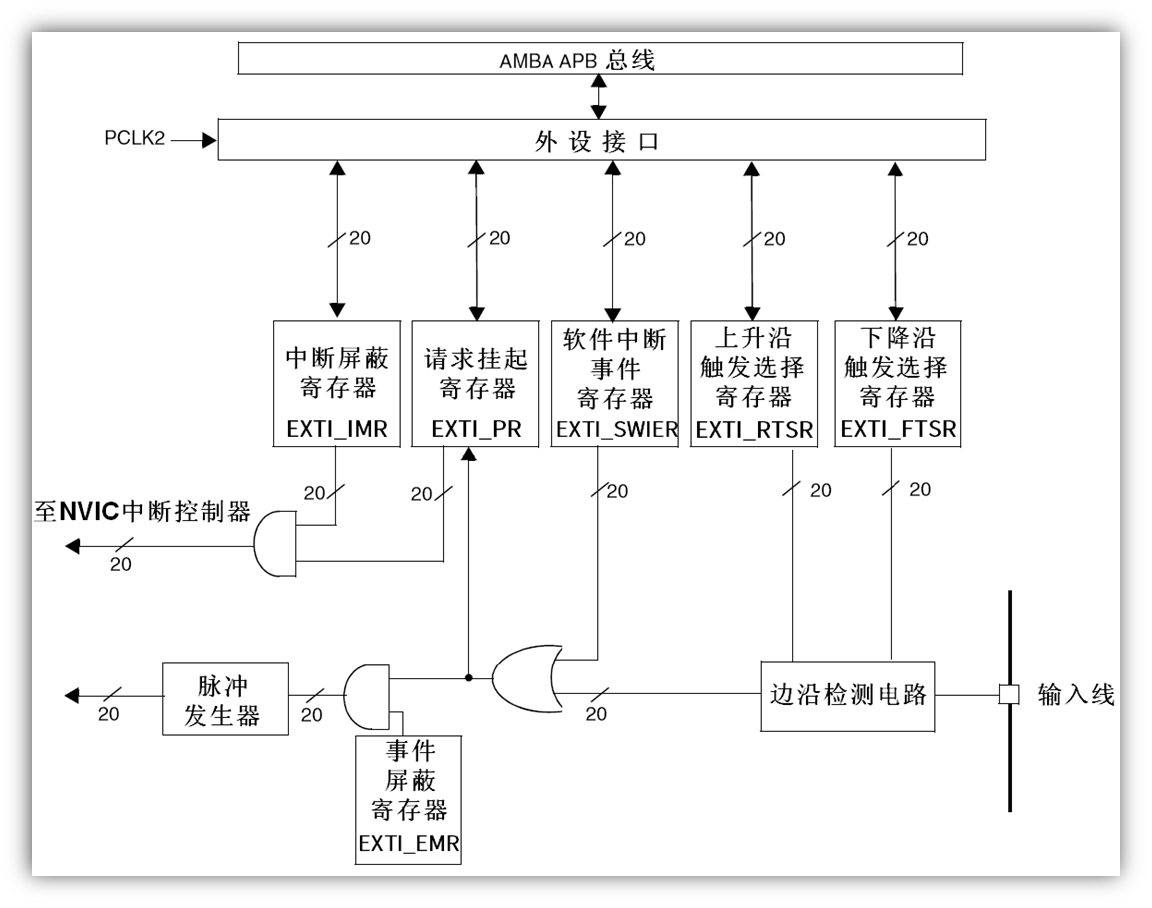 AMBA APB 总线
PCLK2
外设接口
20
20
20
20
20
中断屏蔽
寄存器
EXTI_IMR
请求挂起
寄存器
EXTI_PR
软件中断
事件
寄存器
EXTI_SWIER
上升沿
触发选择
寄存器
EXTI_RTSR
下降沿
触发选择
寄存器
EXTI_FTSR
20
20
20
20
20
至NVIC中断控制器
20
脉冲
发生器
边沿检测电路
输入线
20
20
20
事件
屏蔽
寄存器
EXTI_EMR